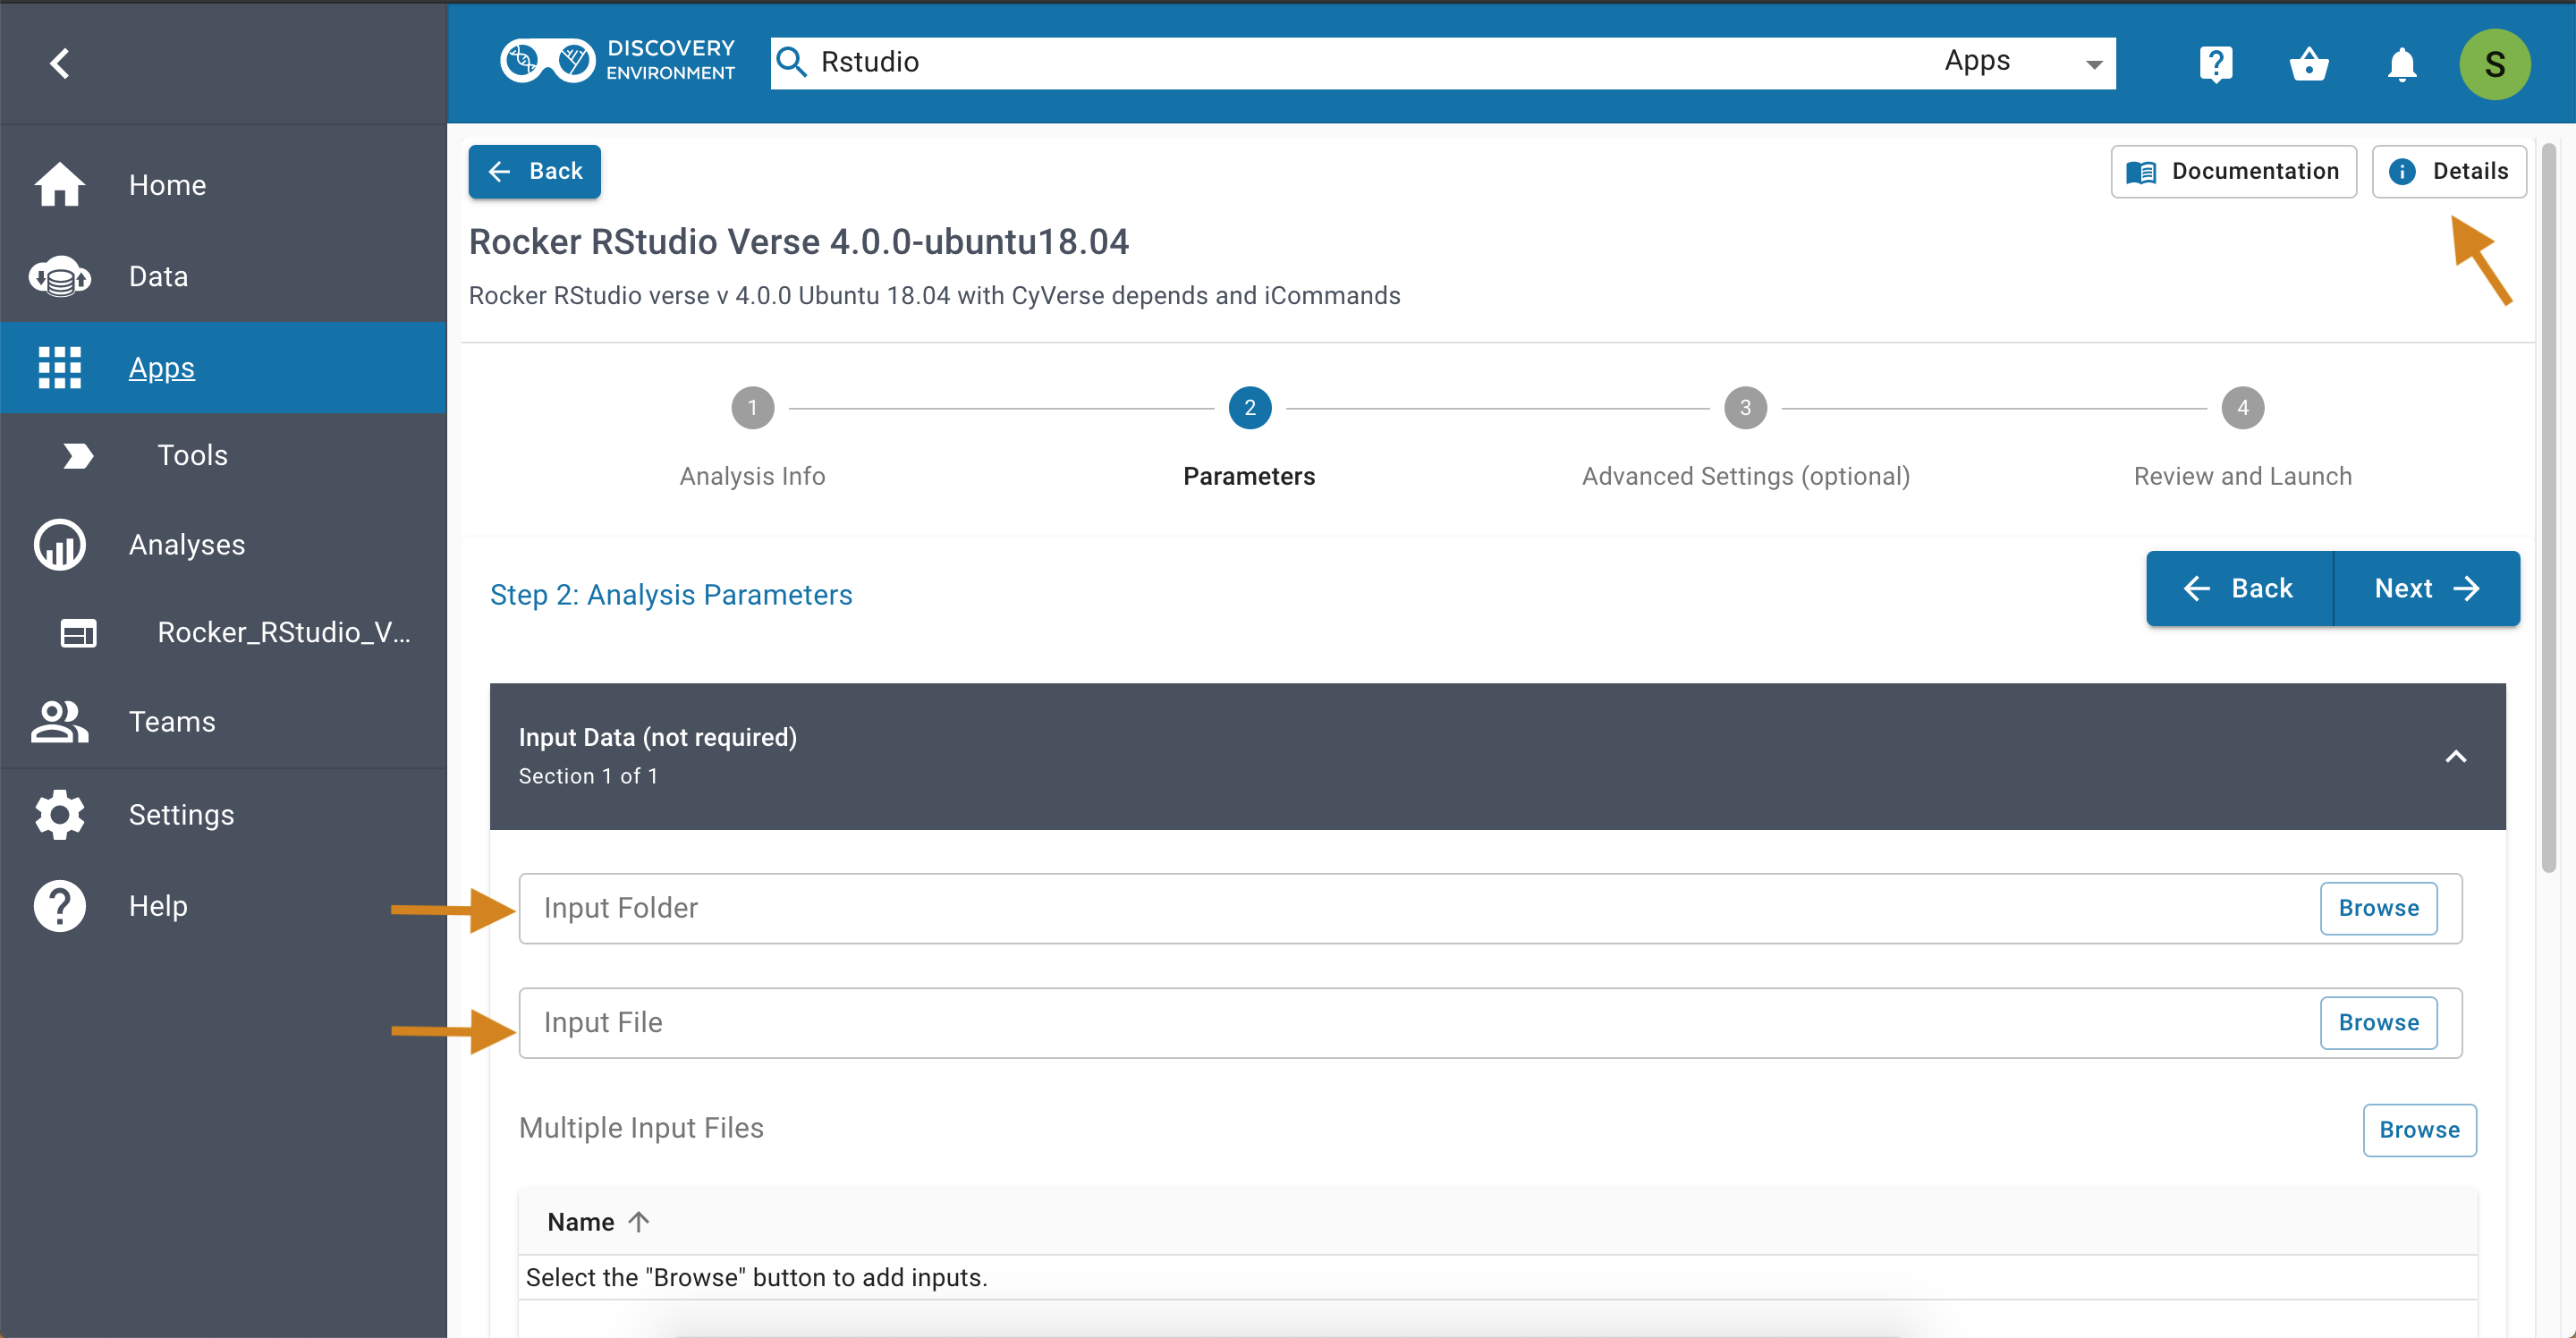 DISCOVERY
ENVIRONMENT
Rstudio
Apps
?
S
Home
Data
Apps
Tools
Analyses
Rocker_RStudio_V...
Teams
Settings
Help
Back
Documentation
Details
Rocker RStudio Verse 4.0.0-ubuntu18.04
Rocker RStudio verse v 4.0.0 Ubuntu 18.04 with CyVerse depends and iCommands
1
2
3
4
Analysis Info
Parameters
Advanced Settings (optional)
Review and Launch
Step 2: Analysis Parameters
Back
Next
Input Data (not required)
Section 1 of 1
Input Folder
Browse
Input File
Browse
Multiple Input Files
Browse
Name
Select the "Browse" button to add inputs.